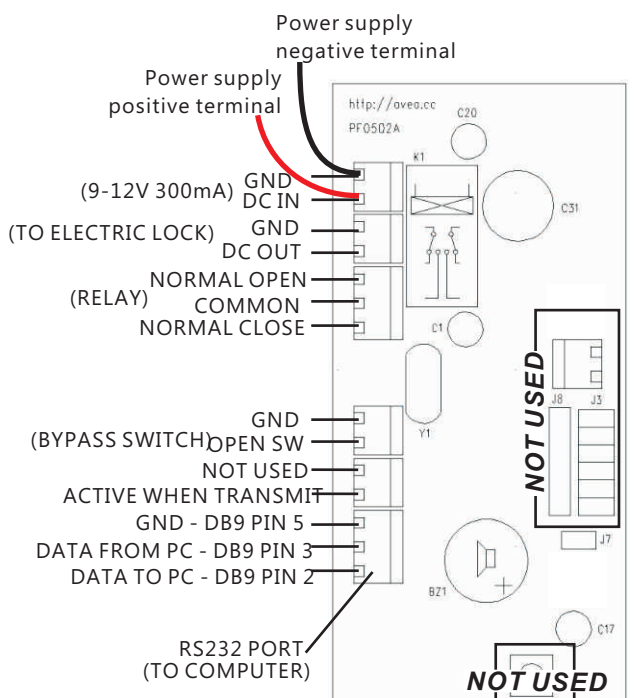 Power supply
negative terminal
Power supply
positive terminal
http://avea.cc
PF0502A
C20
K1
C31
(9-12V 300mA)
GND
DC IN
(TO ELECTRIC LOCK)
GND
DC OUT
(RELAY)
NORMAL OPEN
COMMON
NORMAL CLOSE
C1
Y1
NOT USED
J8
J3
(BYPASS SWITCH)
GND
OPEN SW
NOT USED
ACTIVE WHEN TRANSMIT
GND - DB9 PIN 5
DATA FROM PC - DB9 PIN 3
DATA TO PC - DB9 PIN 2
J7
BZ1
+
C17
RS232 PORT
(TO COMPUTER)
NOT USED